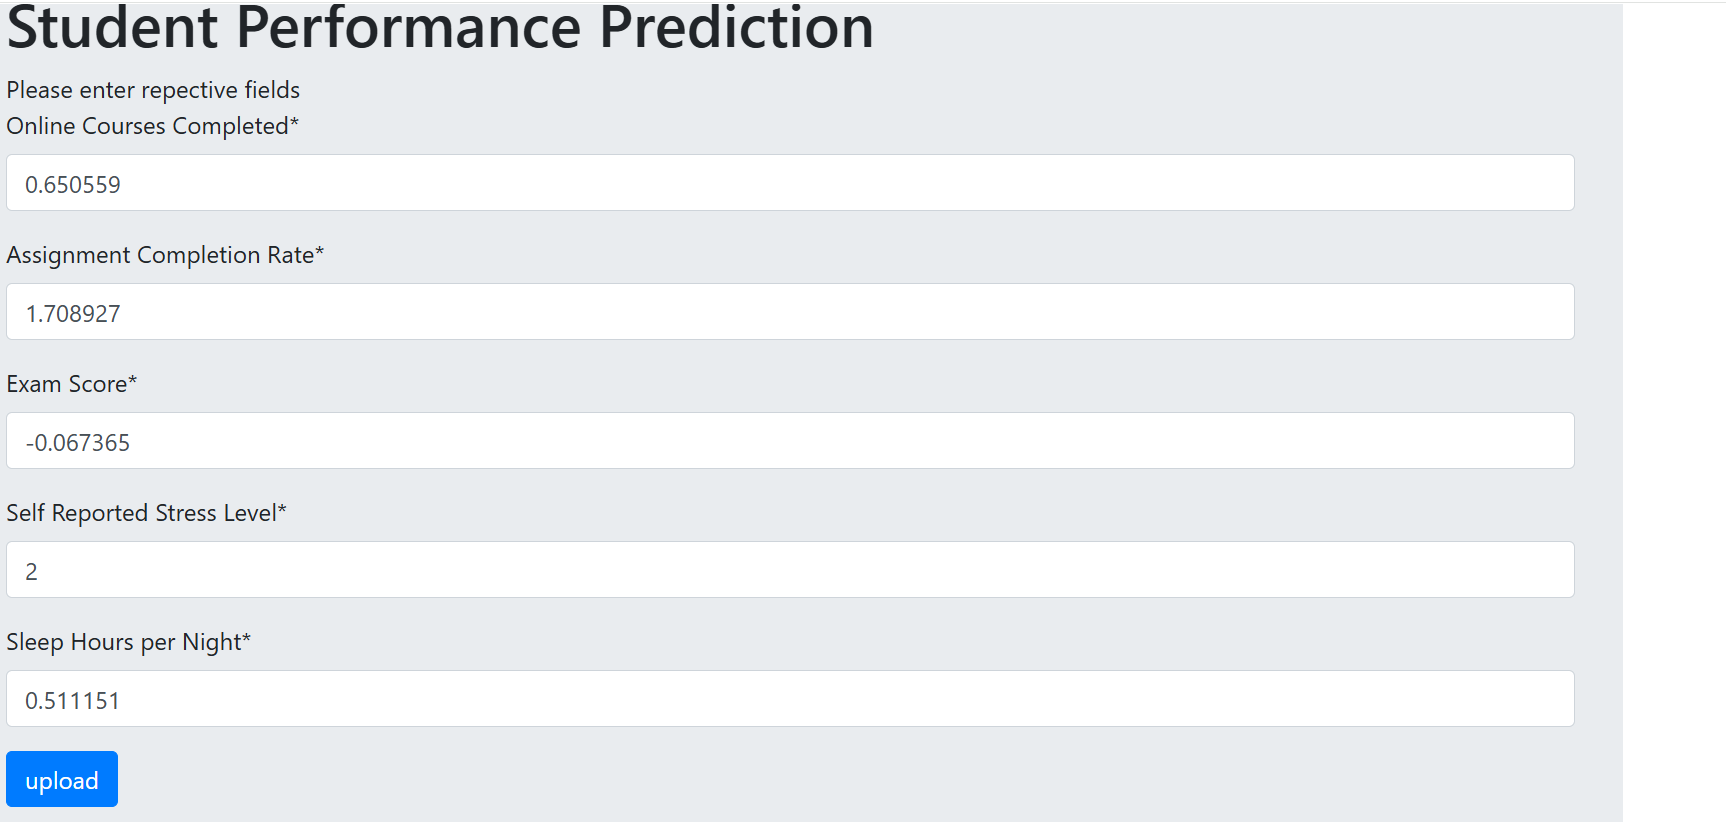 Student Performance Prediction
Please enter repective fields
Online Courses Completed*
0.650559
Assignment Completion Rate*
1.708927
Exam Score*
-0.067365
Self Reported Stress Level*
2
Sleep Hours per Night*
0.511151
upload